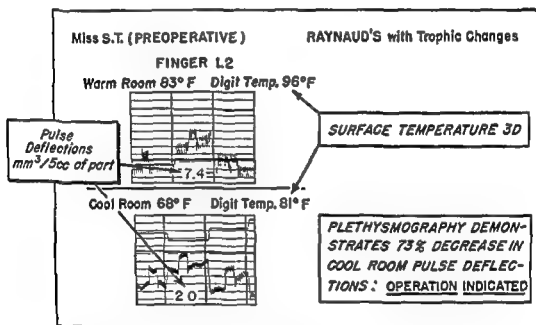 Miss S.T. (PREOPERATIVE)
RAYNAUD'S with Trophic Changes
FINGER L2
Warm Room 83° F Digit Temp. 96°F
Pulse
Deflections
mm³/5cc of part
7.4
SURFACE TEMPERATURE 3D
Cool Room 68° F Digit Temp. 81° F
20
PLETHYSMOGRAPHY DEMON-
STRATES 73% DECREASE IN
COOL ROOM PULSE DEFLEC-
TIONS: OPERATION INDICATED